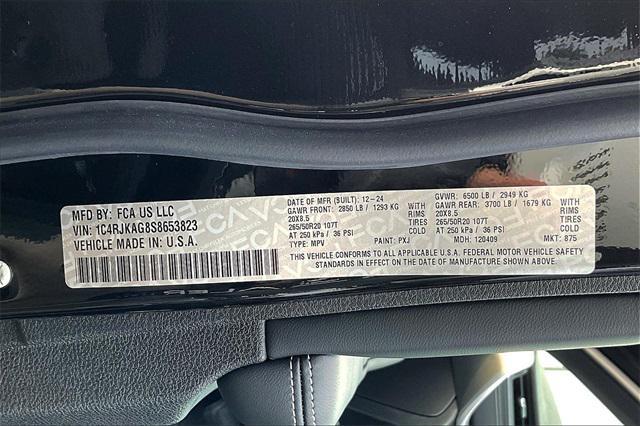 MFD BY: FCA US LLC
VIN: 1C4RJKAG8S8653823
VEHICLE MADE IN U.S.A.
DATE OF MFR (BUILT): 12-24
GAWR FRONT: 2850 LB / 1293 KG WITH
20X8.5 RIMS
265/50R20 107T TIRES
AT 250 kPa / 36 PSI COLD
TYPE: MPV PAINT: PXJ
GVWR: 6500 LB / 2949 KG
GAWR REAR: 3700 LB / 1679 KG WITH
20X8.5 RIMS
265/50R20 107T TIRES
AT 250 kPa / 36 PSI COLD
MDH: 120409 MKT: 875
THIS VEHICLE CONFORMS TO ALL APPLICABLE U.S.A. FEDERAL MOTOR VEHICLE SAFETY
STANDARDS IN EFFECT ON THE DATE OF MANUFACTURE SHOWN ABOVE.